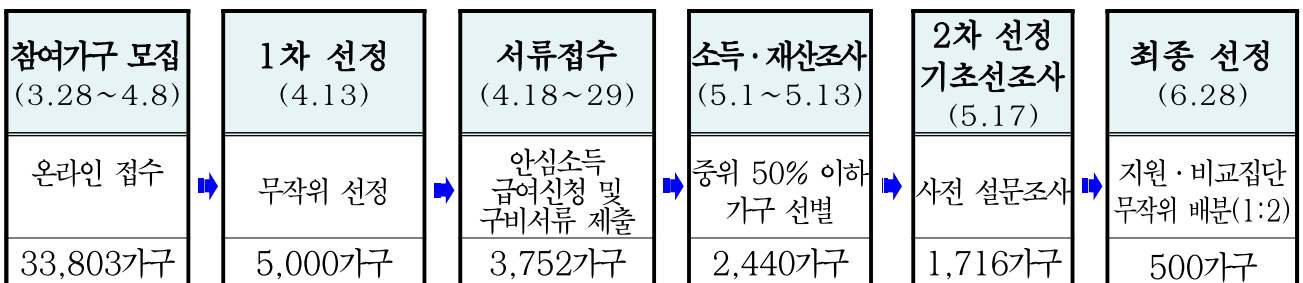 참여가구 모집
(3.28~4.8)
온라인 접수
33,803가구
1차 선정
(4.13)
무작위 선정
5,000가구
서류접수
(4.18~29)
안심소득
급여신청 및
구비서류 제출
3,752가구
소득·재산조사
(5.1~5.13)
중위 50% 이하
가구 선별
2,440가구
2차 선정
기초선조사
(5.17)
사전 설문조사
1,716가구
최종 선정
(6.28)
지원·비교집단
무작위 배분(1:2)
500가구